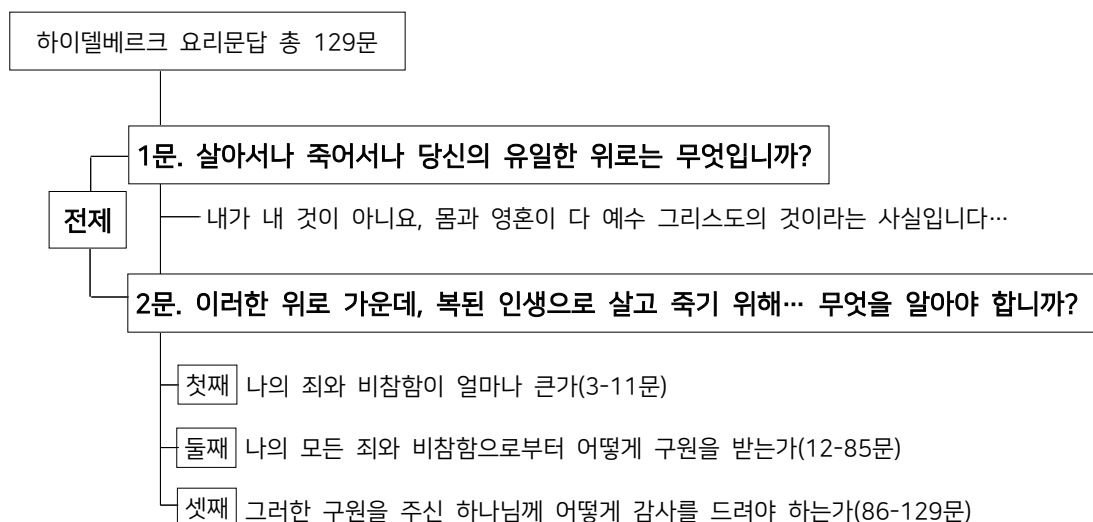 하이델베르크 요리문답 총 129문
1문. 살아서나 죽어서나 당신의 유일한 위로는 무엇입니까?
전제
내가 내 것이 아니요, 몸과 영혼이 다 예수 그리스도의 것이라는 사실입니다…
2문. 이러한 위로 가운데, 복된 인생으로 살고 죽기 위해… 무엇을 알아야 합니까?
첫째 나의 죄와 비참함이 얼마나 큰가(3-11문)
둘째 나의 모든 죄와 비참함으로부터 어떻게 구원을 받는가(12-85문)
셋째 그러한 구원을 주신 하나님께 어떻게 감사를 드려야 하는가(86-129문)